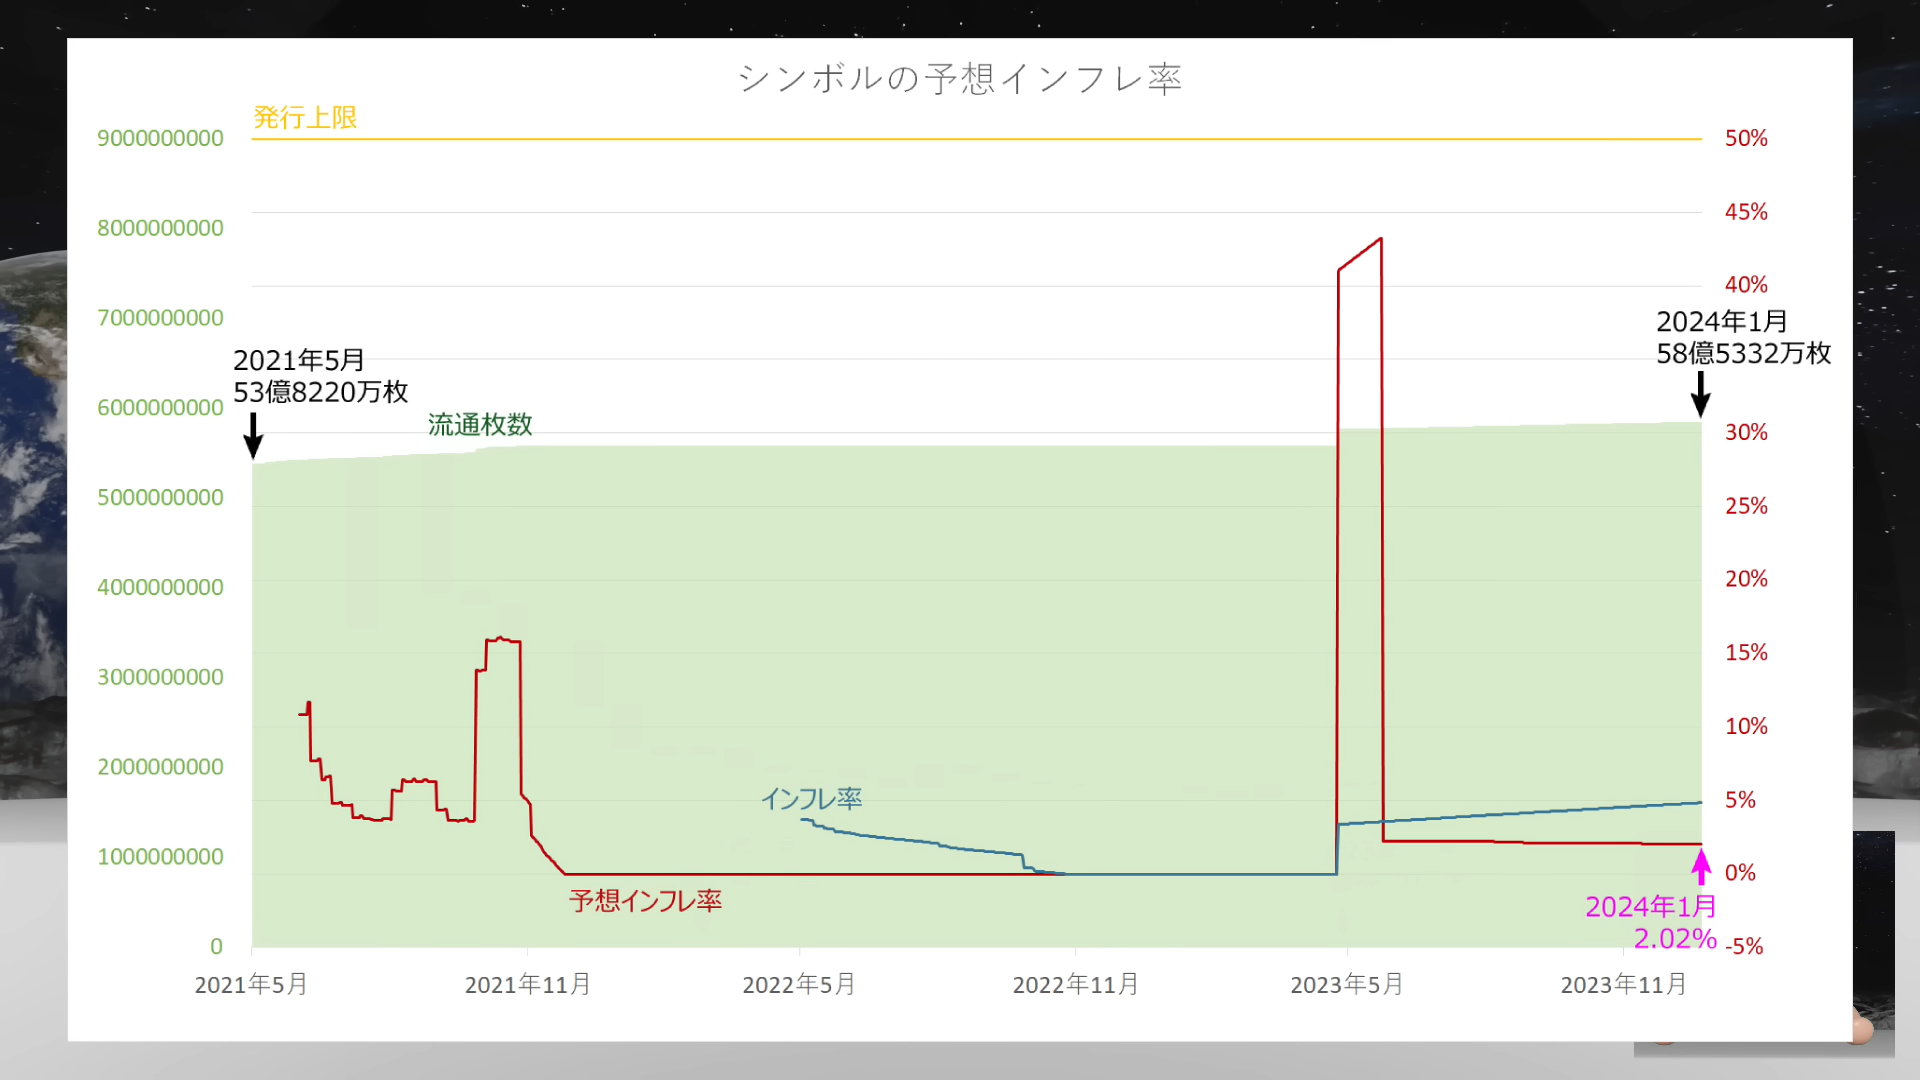 シンボルの予想インフレ率
発行上限
9000000000
8000000000
7000000000
6000000000
5000000000
4000000000
3000000000
2000000000
1000000000
0
50%
45%
40%
30%
25%
20%
15%
10%
5%
0%
-5%
2021年5月
53億8220万枚
流通枚数
2024年1月
58億5332万枚
インフレ率
予想インフレ率
2024年1月
2.02%
2021年5月
2021年11月
2022年5月
2022年11月
2023年5月
2023年11月